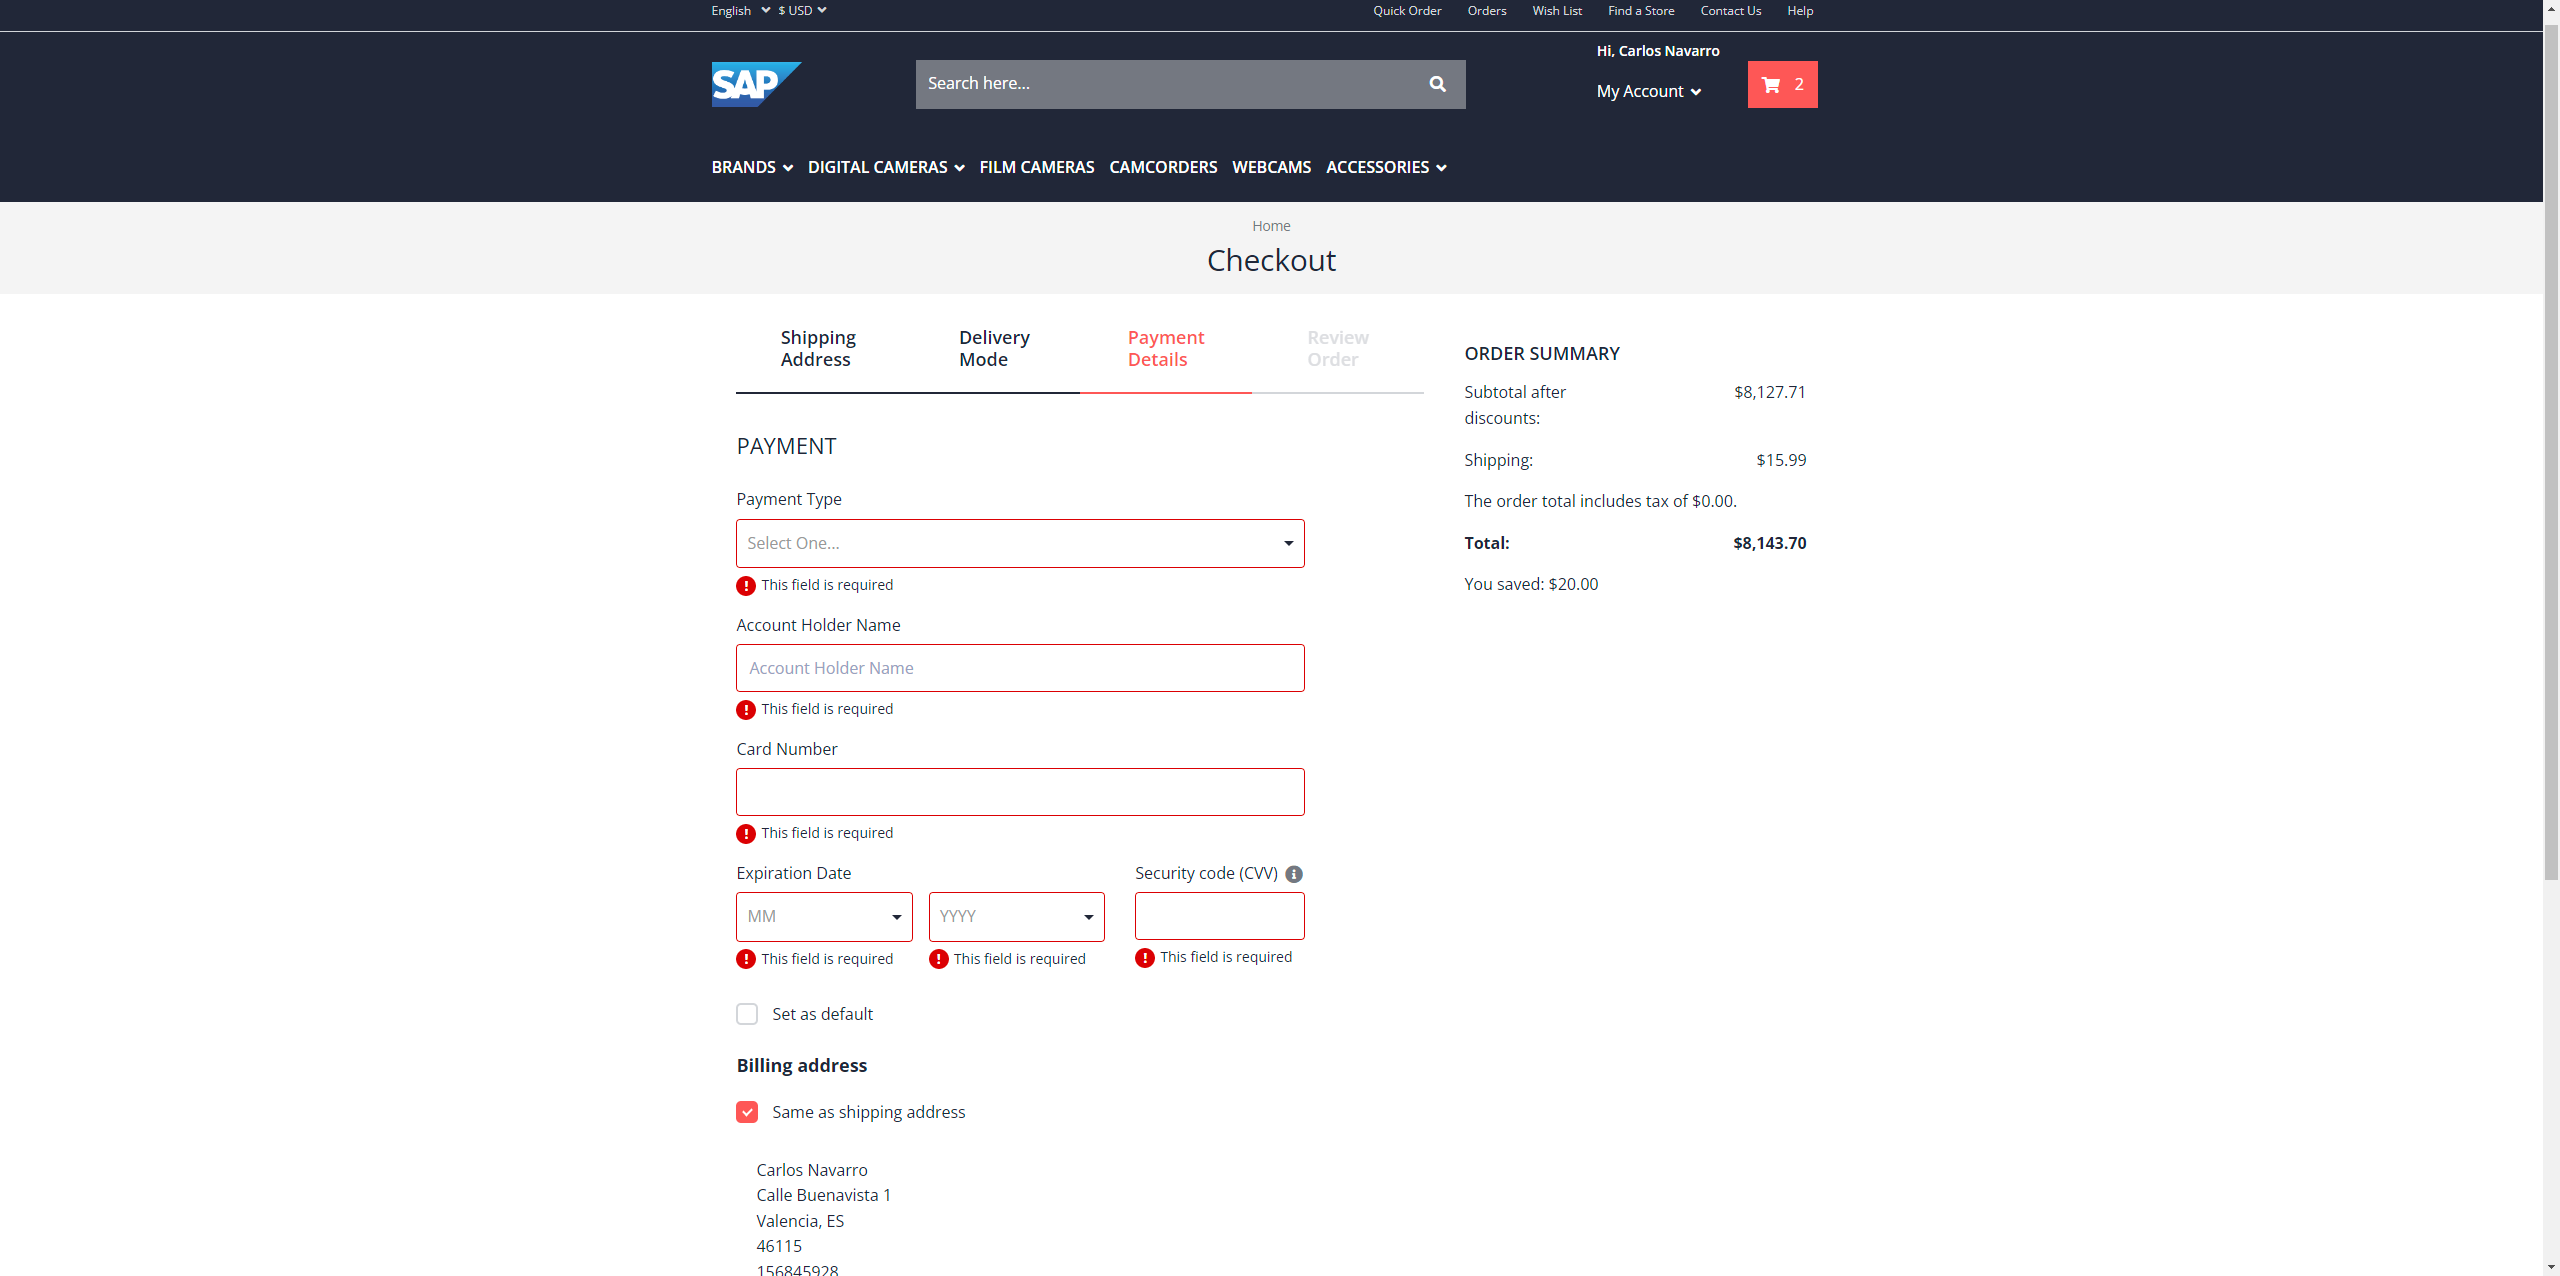 English $ USD Quick Order Orders Wish List Find a Store Contact Us Help
Hi, Carlos Navarro
SAP Search here... My Account 2
BRANDS DIGITAL CAMERAS FILM CAMERAS CAMCORDERS WEBCAMS ACCESSORIES
Home
Checkout
Shipping Address
Delivery Mode
Payment Details
Review Order
PAYMENT
Payment Type
Select One...
This field is required
Account Holder Name
Account Holder Name
This field is required
Card Number
This field is required
Expiration Date Security code (CVV)
MM YYYY
This field is required This field is required This field is required
Set as default
Billing address
Same as shipping address
Carlos Navarro
Calle Buenavista 1
Valencia, ES
46115
156845928
ORDER SUMMARY
Subtotal after discounts: $8,127.71
Shipping: $15.99
The order total includes tax of $0.00.
Total: $8,143.70
You saved: $20.00